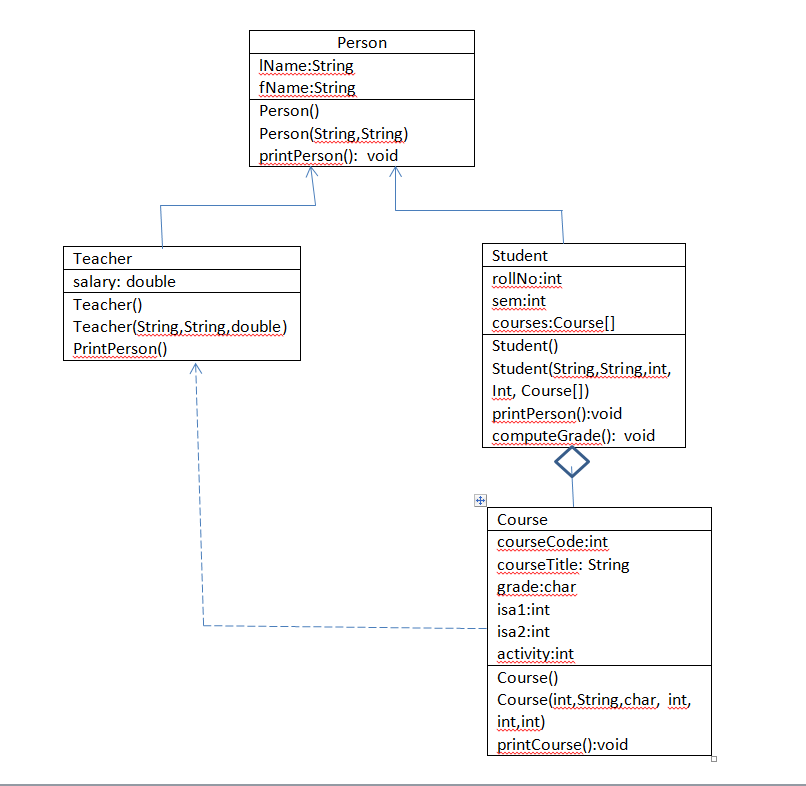 Person
lName:String
fName:String
Person()
Person(String,String)
printPerson():  void
Teacher
salary: double
Teacher()
Teacher(String,String,double)
PrintPerson()
Student
rollNo:int
sem:int
courses:Course[]
Student()
Student(String,String,int,
Int, Course[])
printPerson():void
computeGrade():  void
Course
courseCode:int
courseTitle: String
grade:char
isa1:int
isa2:int
activity:int
Course()
Course(int,String,char,  int,
int,int)
printCourse():void